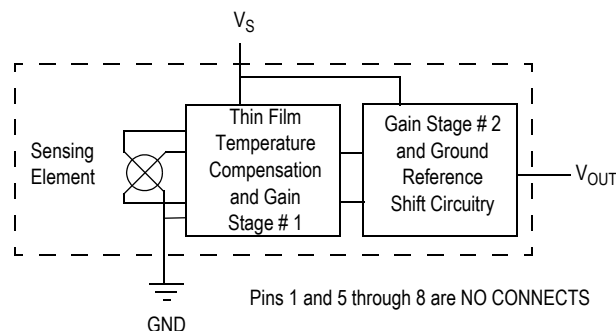 V_S
Sensing
Element
Thin Film
Temperature
Compensation
and Gain
Stage # 1
Gain Stage # 2
and Ground
Reference
Shift Circuitry
V_OUT
GND
Pins 1 and 5 through 8 are NO CONNECTS